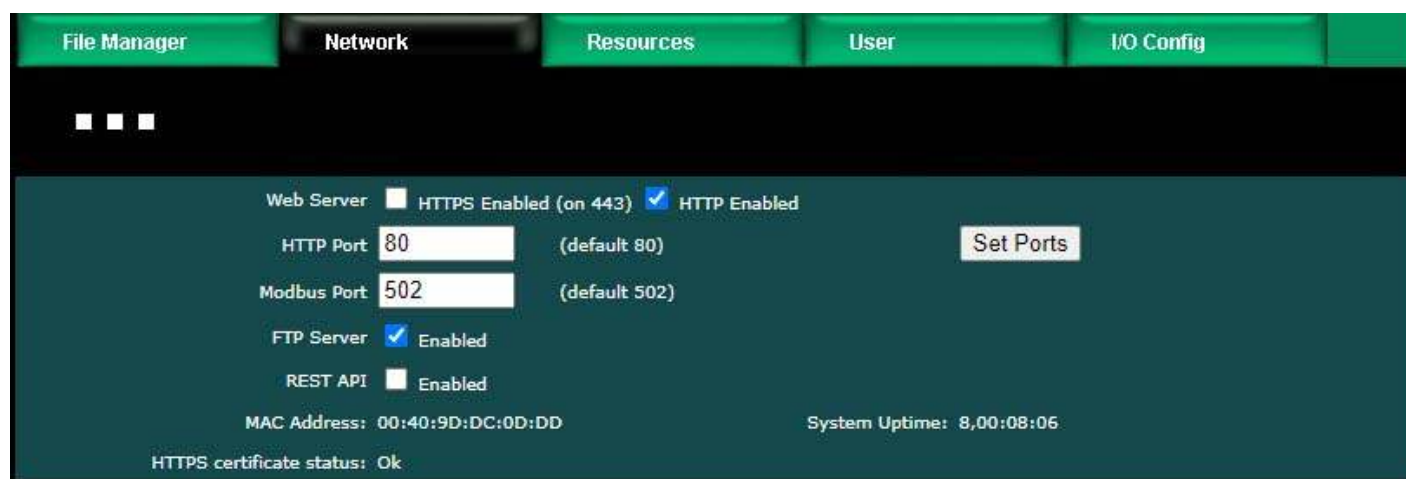 File Manager Network Resources User I/O Config
Web Server HTTPS Enabled (on 443) HTTP Enabled
HTTP Port 80 (default 80) Set Ports
Modbus Port 502 (default 502)
FTP Server Enabled
REST API Enabled
MAC Address: 00:40:9D:DC:0D:DD System Uptime: 8,00:08:06
HTTPS certificate status: Ok